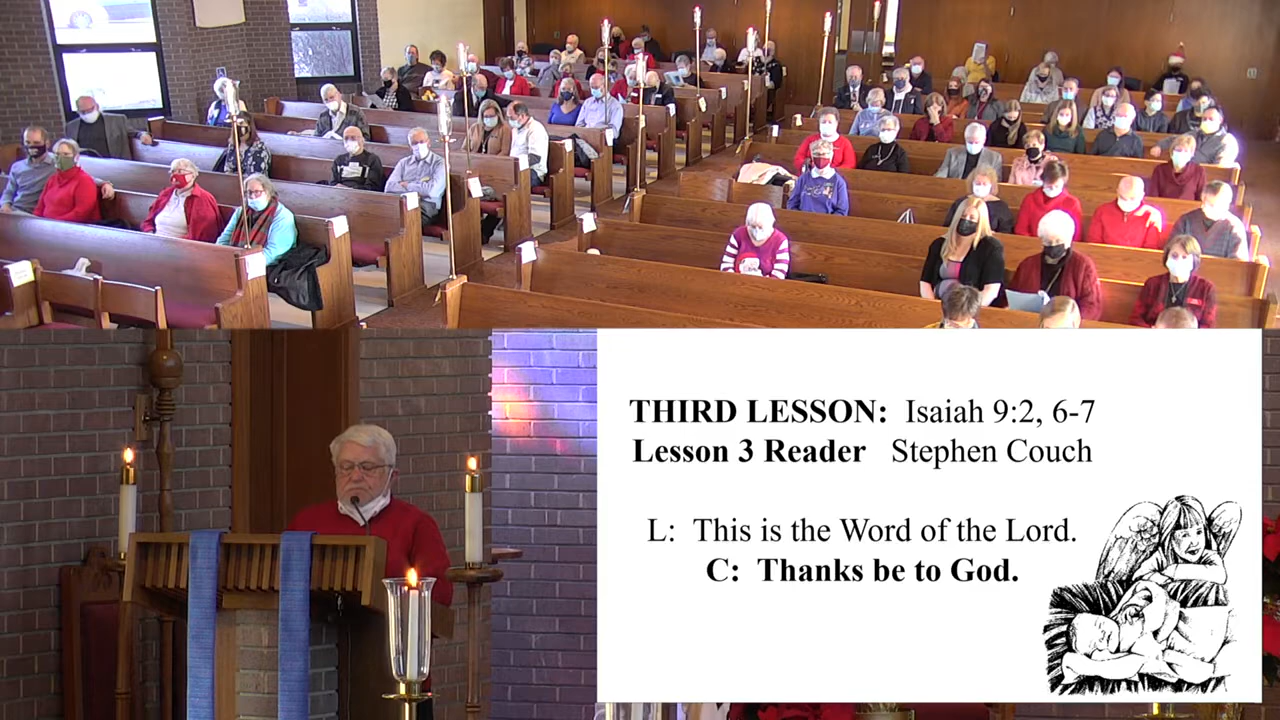 THIRD LESSON: Isaiah 9:2, 6-7
Lesson 3 Reader Stephen Couch
L: This is the Word of the Lord.
C: Thanks be to God.